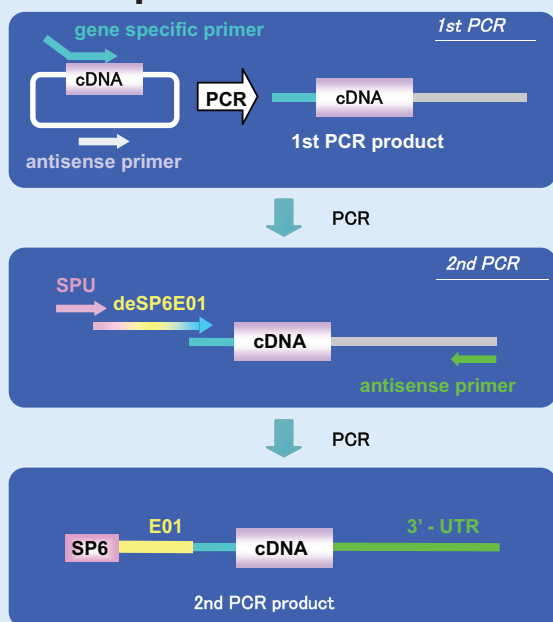 1st PCR
gene specific primer
cDNA
PCR
cDNA
1st PCR product
antisense primer
PCR
2nd PCR
SPU
deSP6E01
cDNA
antisense primer
PCR
E01
3' - UTR
SP6
cDNA
2nd PCR product